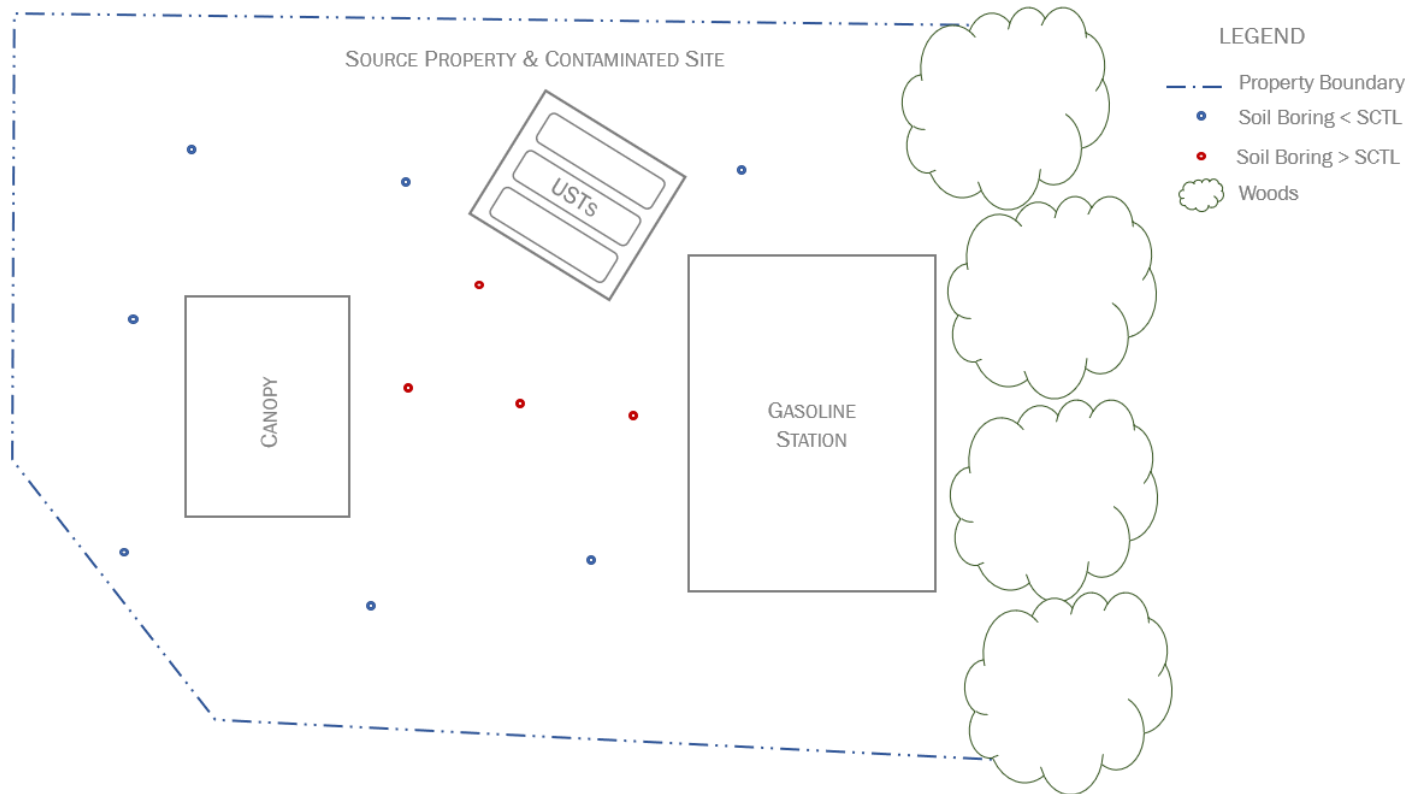 SOURCE PROPERTY & CONTAMINATED SITE
LEGEND
Property Boundary
Soil Boring < SCTL
Soil Boring > SCTL
Woods
USTs
CANOPY
GASOLINE
STATION